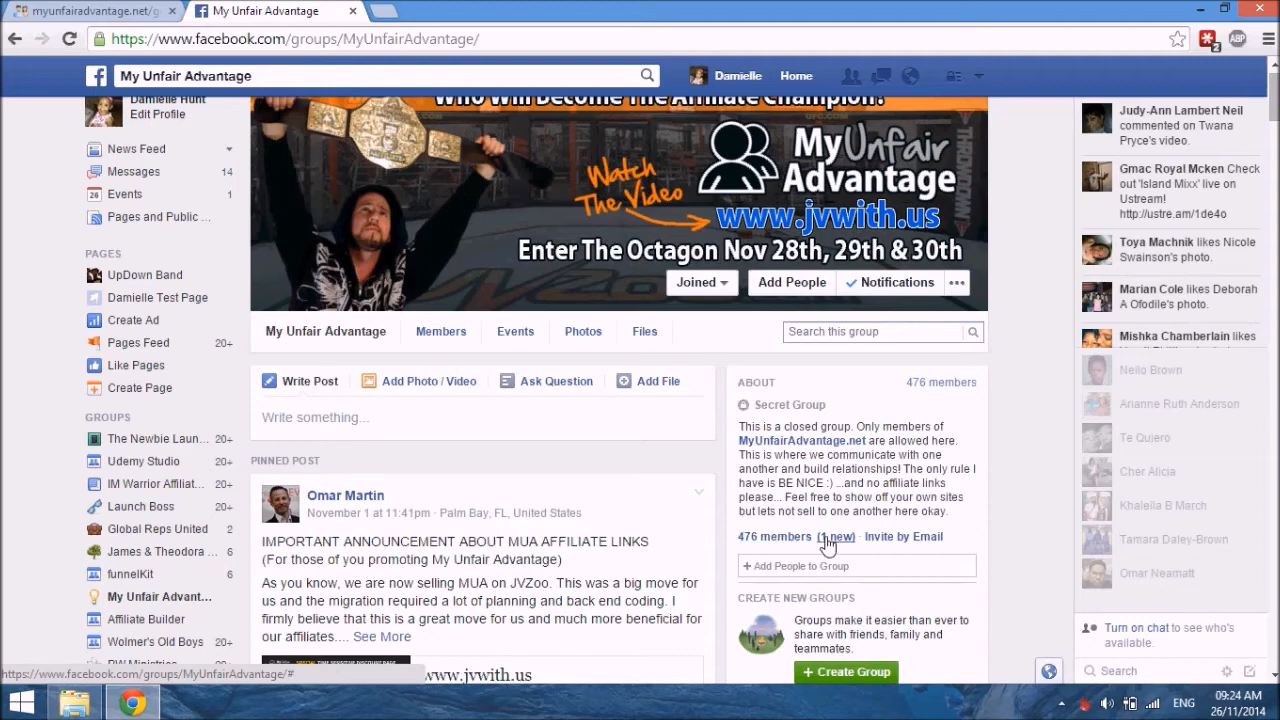 myunfairadvantage.net/g
My Unfair Advantage
https://www.facebook.com/groups/MyUnfairAdvantage/
2
ABP
My Unfair Advantage
Damielle
Home
Damielle Hunt
Edit Profile
News Feed
Messages 14
Events 1
Pages and Public ...
PAGES
UpDown Band
Damielle Test Page
Create Ad
Pages Feed 20+
Like Pages
Create Page
GROUPS
The Newbie Laun... 20+
Udemy Studio 20+
IM Warrior Affiliat... 20+
Launch Boss 20+
Global Reps United 2
James & Theodora ... 6
funnelKit 6
My Unfair Advant...
Affiliate Builder
Wolmer's Old Boys 20+
Who Will Become The Affiliate Champion?
My Unfair
Advantage
Watch
The Video
www.jvwith.us
Enter The Octagon Nov 28th, 29th & 30th
Joined
Add People
Notifications
My Unfair Advantage
Members
Events
Photos
Files
Search this group
Write Post
Add Photo / Video
Ask Question
Add File
Write something...
PINNED POST
Omar Martin
November 1 at 11:41pm · Palm Bay, FL, United States
IMPORTANT ANNOUNCEMENT ABOUT MUA AFFILIATE LINKS
(For those of you promoting My Unfair Advantage)
As you know, we are now selling MUA on JVZoo. This was a big move for
us and the migration required a lot of planning and back end coding. I
firmly believe that this is a great move for us and much more beneficial for
our affiliates.... See More
www.jvwith.us
ABOUT
476 members
Secret Group
This is a closed group. Only members of
MyUnfairAdvantage.net are allowed here.
This is where we communicate with one
another and build relationships! The only rule I
have is BE NICE :) ...and no affiliate links
please... Feel free to show off your own sites
but lets not sell to one another here okay.
476 members (1 new) · Invite by Email
+ Add People to Group
CREATE NEW GROUPS
Groups make it easier than ever to
share with friends, family and
teammates.
+ Create Group
Judy-Ann Lambert Neil
commented on Twana
Pryce's video.
Gmac Royal Mcken Check
out 'Island Mixx' live on
Ustream!
http://ustre.am/1de4o
Toya Machnik likes Nicole
Swainson's photo.
Marian Cole likes Deborah
A Ofodile's photo.
Mishka Chamberlain likes
Nello Brown
Arianne Ruth Anderson
Te Quiero
Cher Alicia
Khalella B March
Tamara Daley-Brown
Omar Neamatt
Turn on chat to see who's
available.
Search
https://www.facebook.com/groups/MyUnfairAdvantage/#
ENG
09:24 AM
26/11/2014